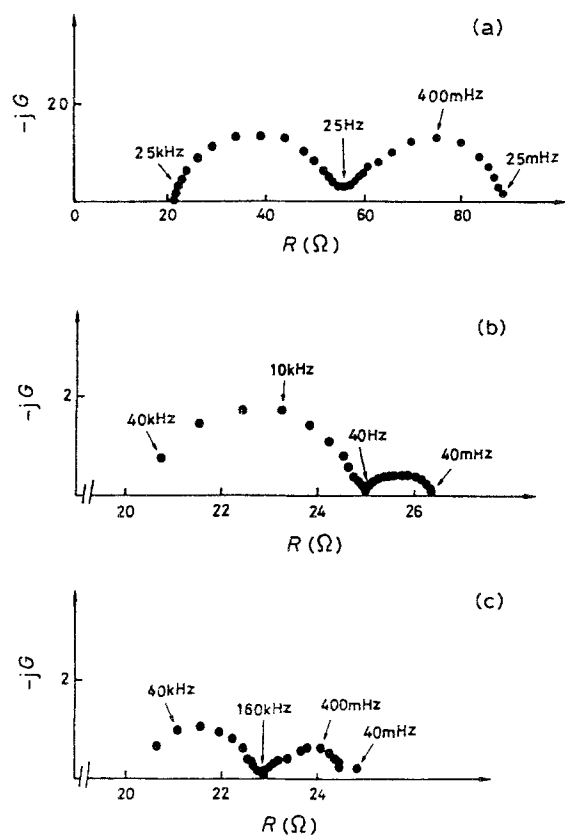 (a)
-jG
20
25kHz
25Hz
400mHz
25mHz
0 20 40 60 80
R (Ω)
(b)
-jG
2
40kHz
10kHz
40Hz
40mHz
20 22 24 26
R (Ω)
(c)
-jG
2
40kHz
160kHz
400mHz
40mHz
20 22 24
R (Ω)